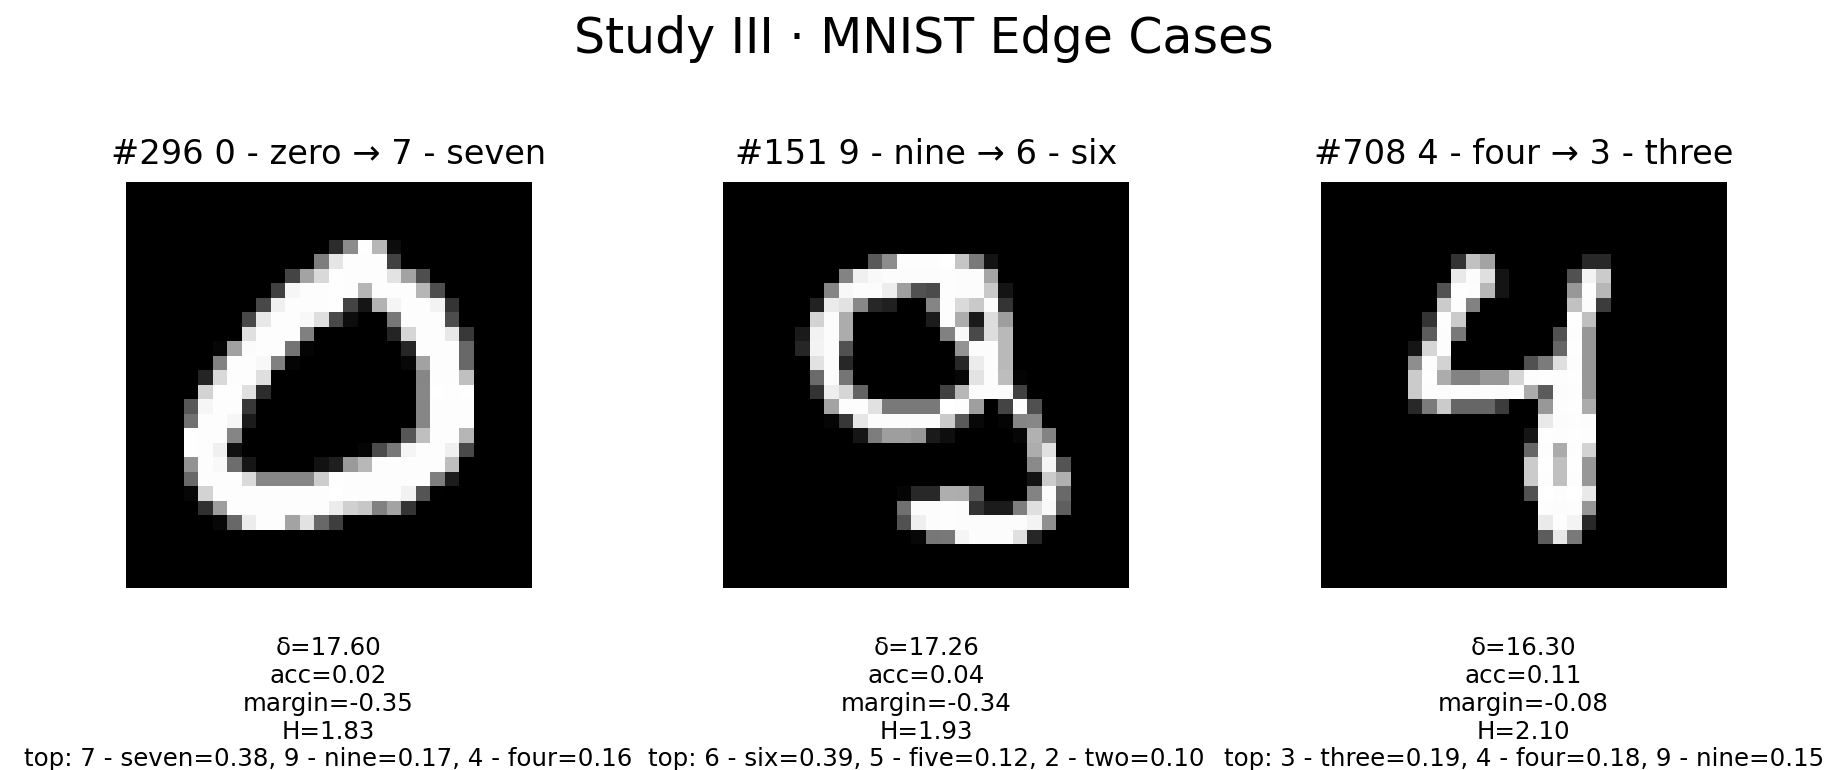 Study III · MNIST Edge Cases
#296 0 - zero → 7 - seven
0
δ=17.60
acc=0.02
margin=-0.35
H=1.83
top: 7 - seven=0.38, 9 - nine=0.17, 4 - four=0.16
#151 9 - nine → 6 - six
9
δ=17.26
acc=0.04
margin=-0.34
H=1.93
top: 6 - six=0.39, 5 - five=0.12, 2 - two=0.10
#708 4 - four → 3 - three
4
δ=16.30
acc=0.11
margin=-0.08
H=2.10
top: 3 - three=0.19, 4 - four=0.18, 9 - nine=0.15